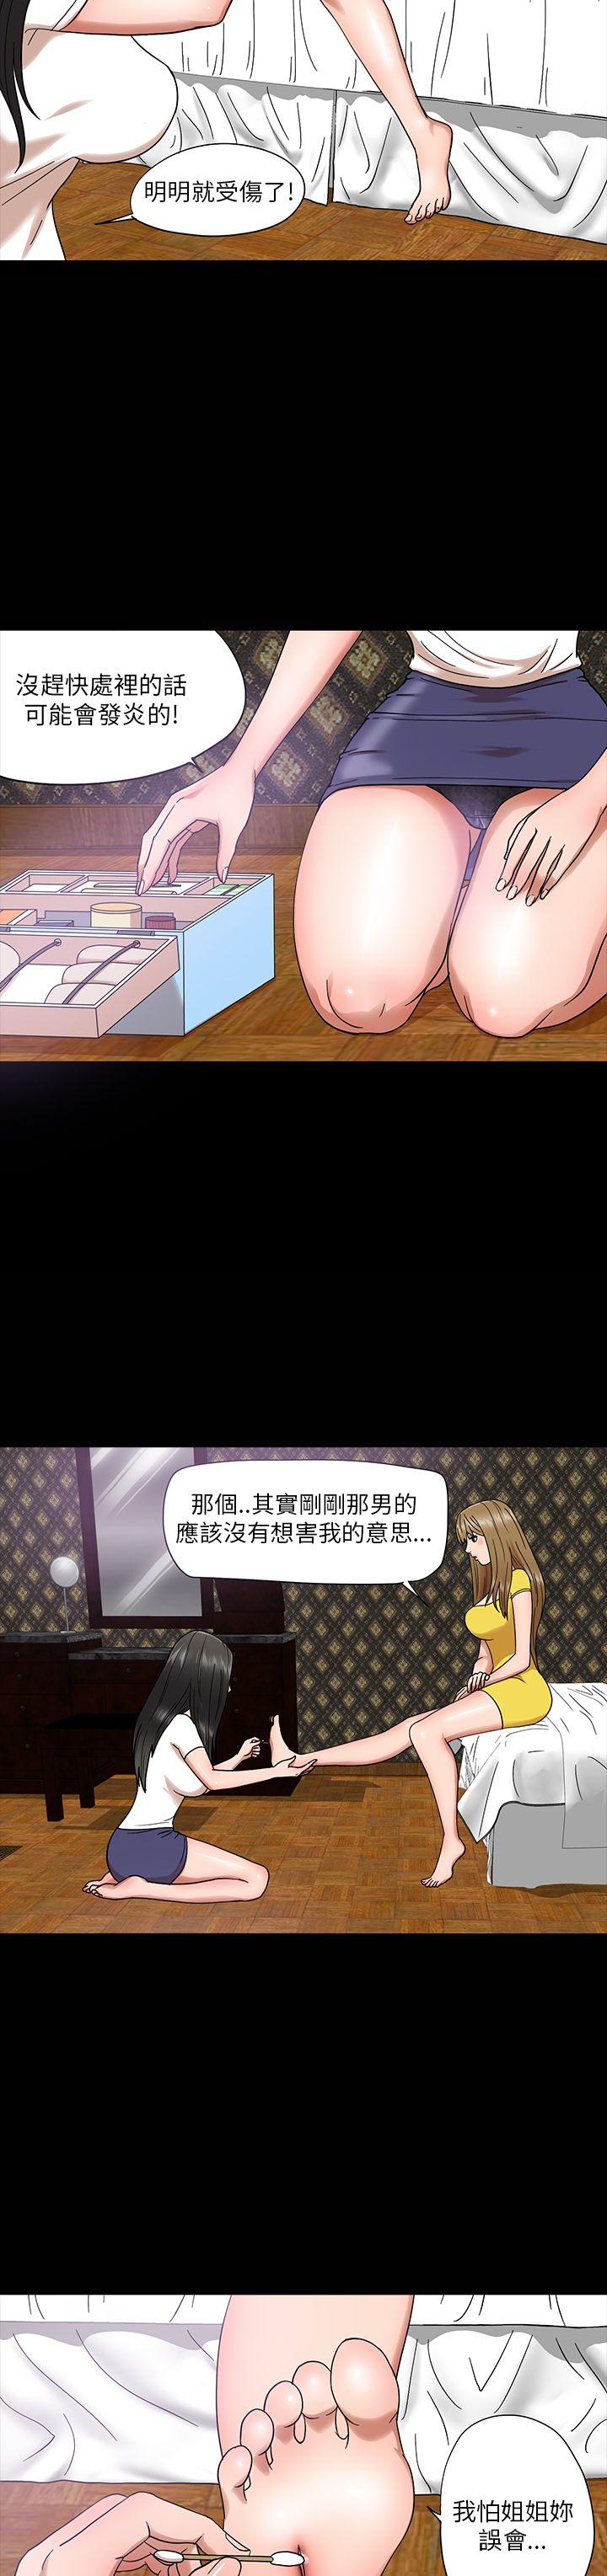 明明就受傷了!
沒趕快處裡的話
可能會發炎的!
那個..其實剛剛那男的
應該沒有想害我的意思...
我怕姐姐妳
誤會...